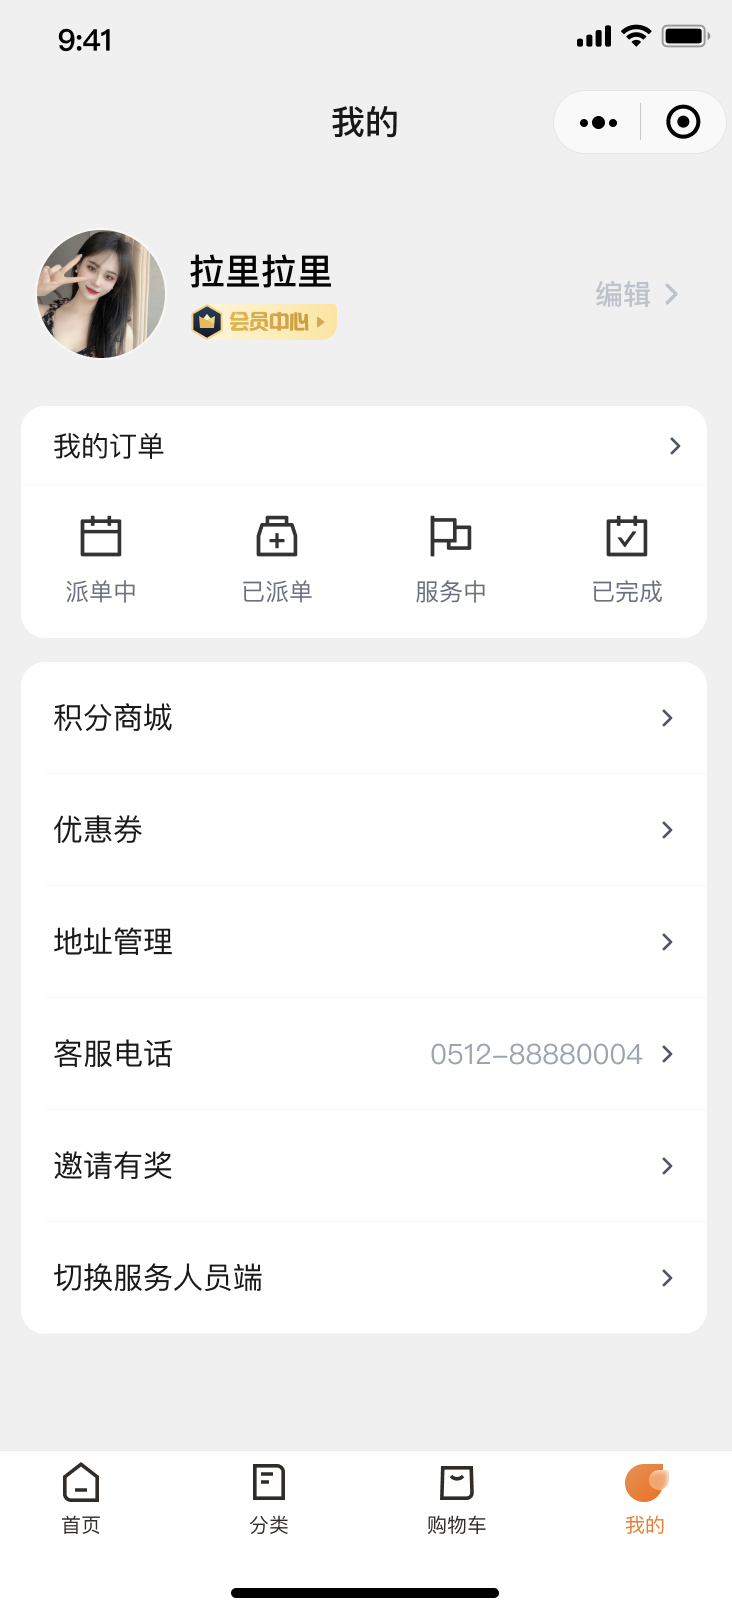 9:41
我的
拉里拉里
会员中心
编辑
我的订单
派单中 已派单 服务中 已完成
积分商城
优惠券
地址管理
客服电话 0512-88880004
邀请有奖
切换服务人员端
首页 分类 购物车 我的